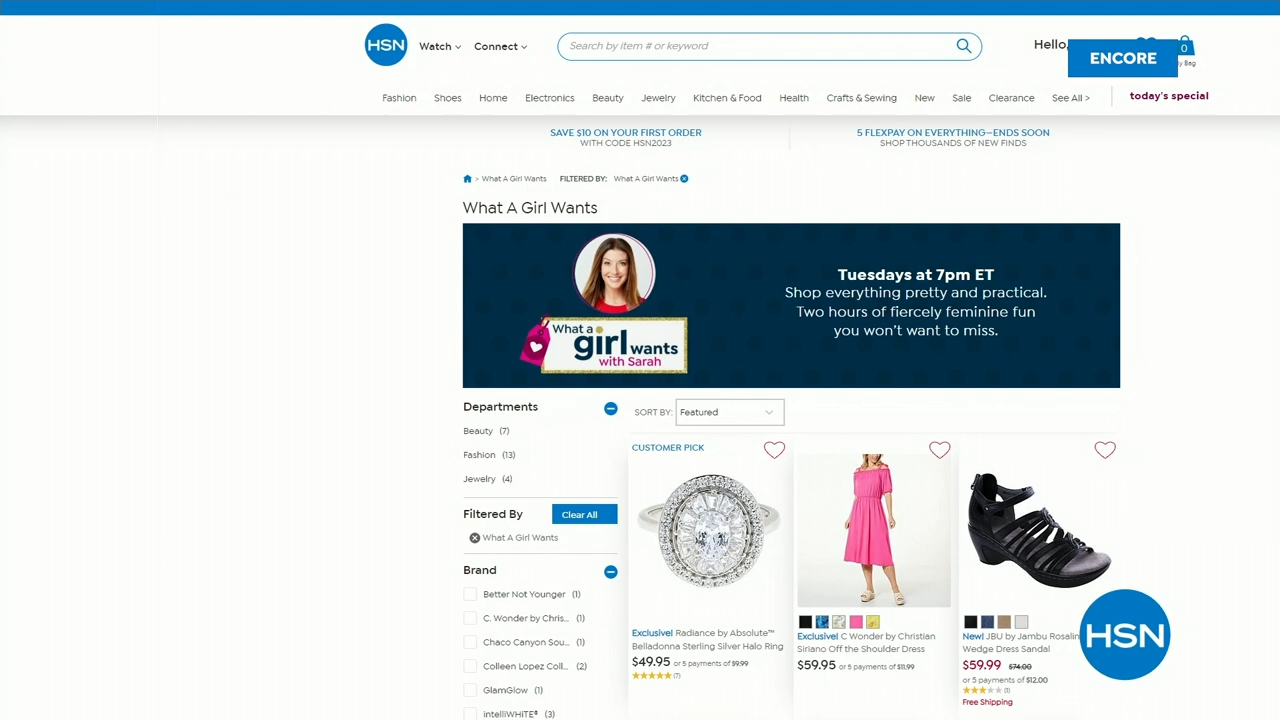 HSN
Watch
Connect
Search by item # or keyword
Hello,
ENCORE
0
Bag
Fashion
Shoes
Home
Electronics
Beauty
Jewelry
Kitchen & Food
Health
Crafts & Sewing
New
Sale
Clearance
See All >
today's special
SAVE $10 ON YOUR FIRST ORDER
WITH CODE HSN2023
5 FLEXPAY ON EVERYTHING—ENDS SOON
SHOP THOUSANDS OF NEW FINDS
> What A Girl Wants
FILTERED BY: What A Girl Wants
What A Girl Wants
What a
girl wants
with Sarah
Tuesdays at 7pm ET
Shop everything pretty and practical.
Two hours of fiercely feminine fun
you won't want to miss.
Departments
Beauty (7)
Fashion (13)
Jewelry (4)
Filtered By
Clear All
What A Girl Wants
Brand
Better Not Younger (1)
C. Wonder by Chris... (1)
Chaco Canyon Sou... (1)
Colleen Lopez Coll... (2)
GlamGlow (1)
intelliWHiTE® (3)
SORT BY: Featured
CUSTOMER PICK
Exclusive! Radiance by Absolute™
Belladonna Sterling Silver Halo Ring
$49.95 or 5 payments of $9.99
(7)
Exclusive! C Wonder by Christian
Siriano Off the Shoulder Dress
$59.95 or 5 payments of $11.99
New! JBU by Jambu Rosalin
Wedge Dress Sandal
$59.99 $74.00
or 5 payments of $12.00
Free Shipping
HSN